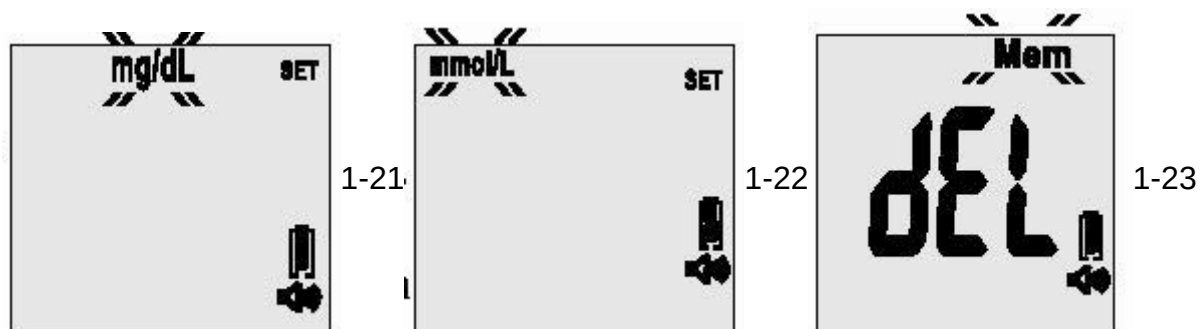 mg/dL SET
mmol/L SET
Mem
1-21 1-22 1-23
dEL